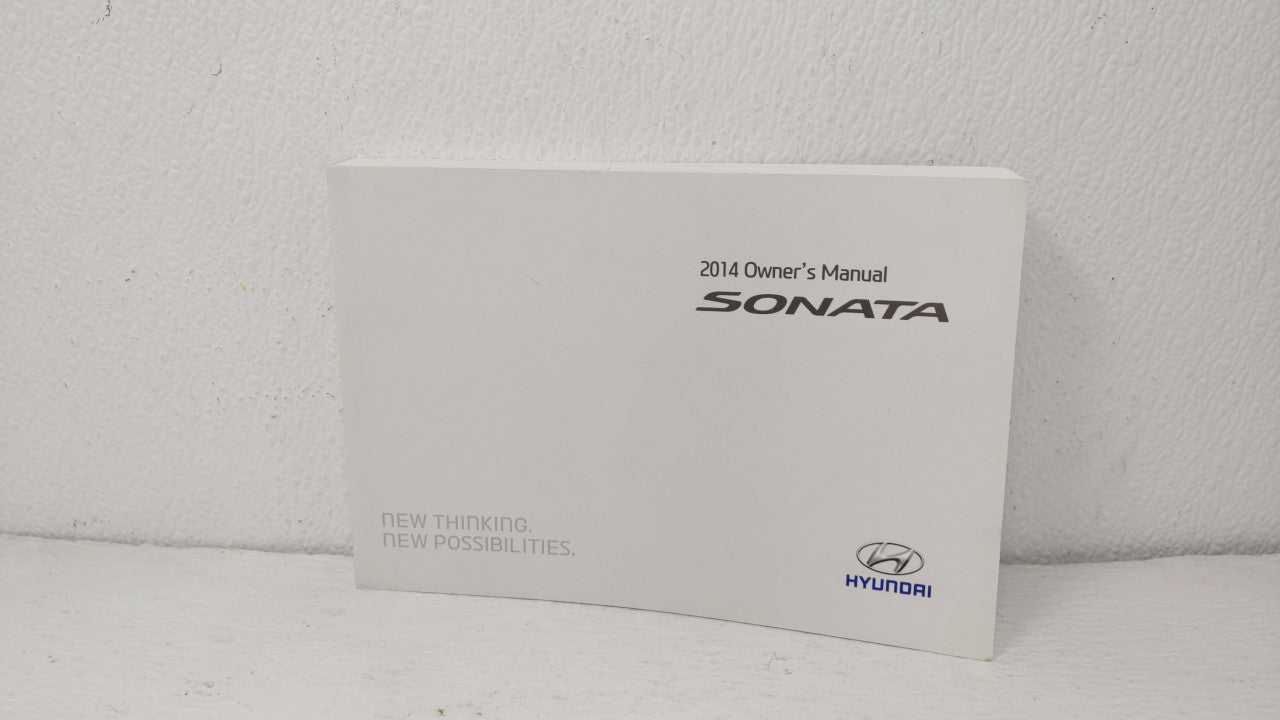 2014 Owner's Manual
SONATA
NEW THINKING.
NEW POSSIBILITIES.
HYUNDAI